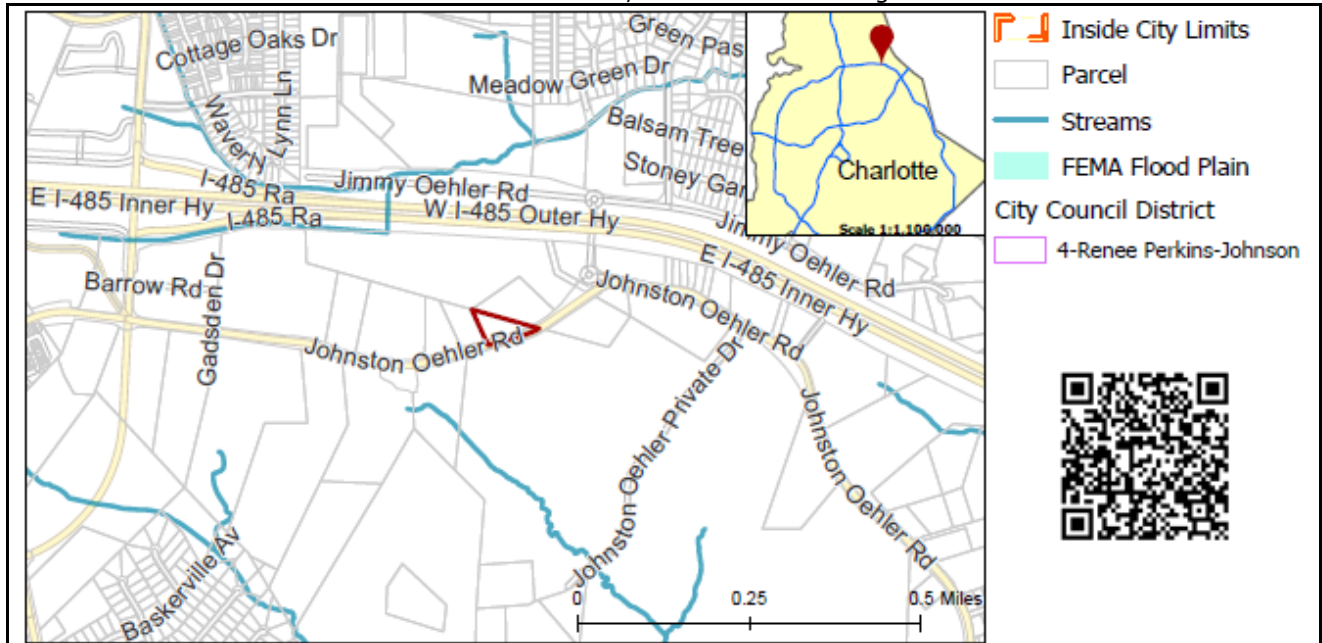 Cottage Oaks Dr
Green Pas
Meadow Green Dr
Waverly
Lynn Ln
Balsam Tree
Stoney Gar
I-485 Ra
Jimmy Oehler Rd
E I-485 Inner Hy
W I-485 Outer Hy
I-485 Ra
Jimmy Oehler Rd
E I-485 Inner Hy
Barrow Rd
Gadsden Dr
Johnston Oehler Rd
Johnston Oehler Rd
Johnston Oehler Private Dr
Johnston Oehler Rd
Baskerville Av
0 0.25 0.5 Miles
Charlotte
Scale 1:1,100,000
Inside City Limits
Parcel
Streams
FEMA Flood Plain
City Council District
4-Renee Perkins-Johnson